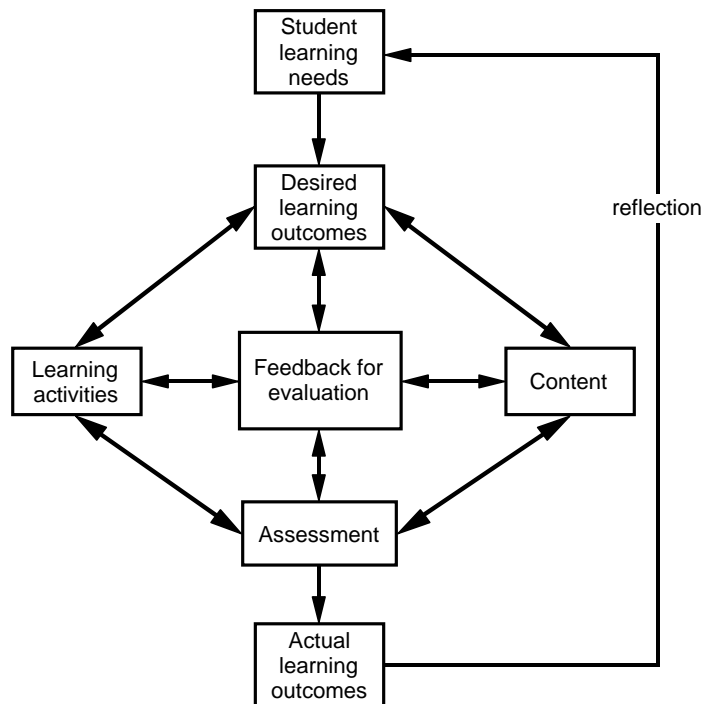 Student
learning
needs
Desired
learning
outcomes
reflection
Learning
activities
Feedback for
evaluation
Content
Assessment
Actual
learning
outcomes